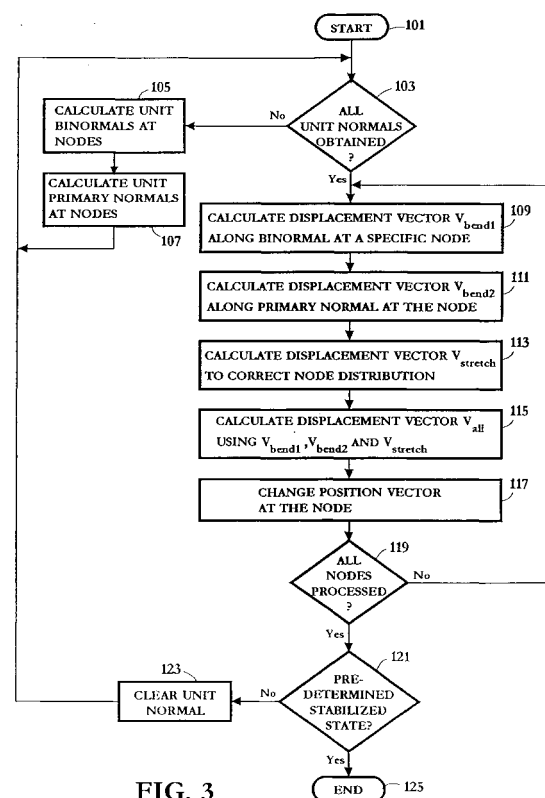 START
101
103
ALL
UNIT NORMALS
OBTAINED
?
No
Yes
105
CALCULATE UNIT
BINORMALS AT
NODES
CALCULATE UNIT
PRIMARY NORMALS
AT NODES
107
109
CALCULATE DISPLACEMENT VECTOR Vbend1
ALONG BINORMAL AT A SPECIFIC NODE
111
CALCULATE DISPLACEMENT VECTOR Vbend2
ALONG PRIMARY NORMAL AT THE NODE
113
CALCULATE DISPLACEMENT VECTOR Vstretch
TO CORRECT NODE DISTRIBUTION
115
CALCULATE DISPLACEMENT VECTOR Vall
USING Vbend1,Vbend2 AND Vstretch
117
CHANGE POSITION VECTOR
AT THE NODE
119
ALL
NODES
PROCESSED
?
No
Yes
121
PRE-
DETERMINED
STABILIZED
STATE?
No
Yes
123
CLEAR UNIT
NORMAL
END
125
FIG. 3